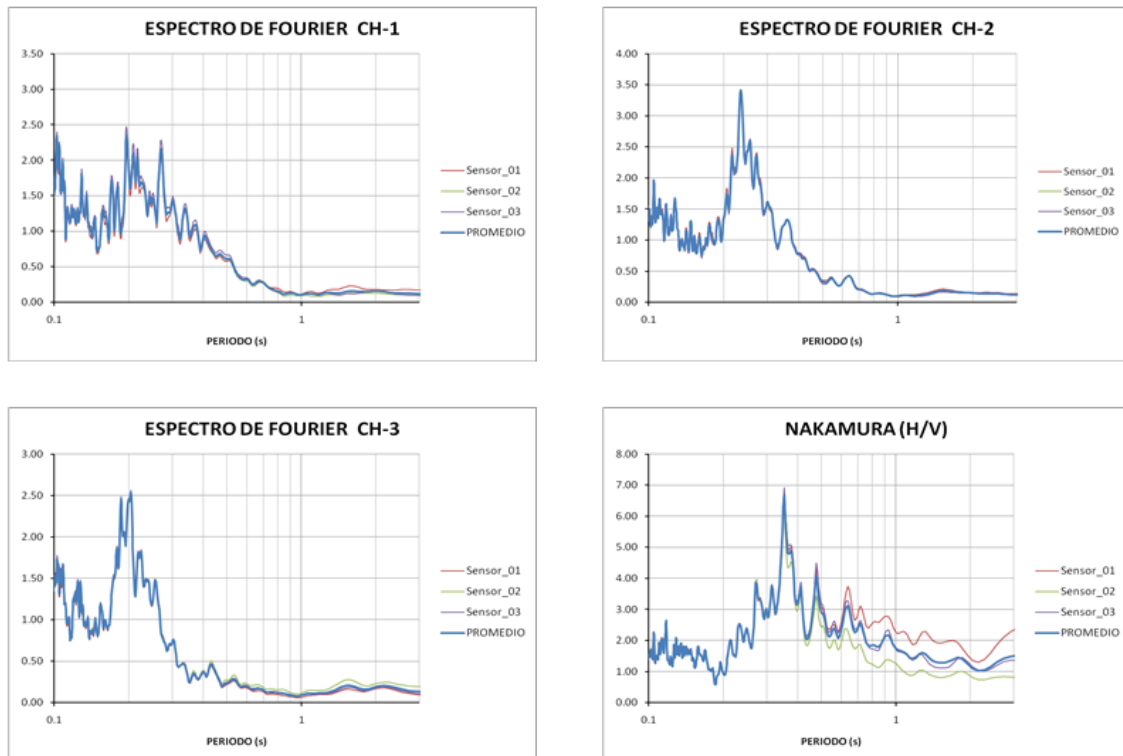 ESPECTRO DE FOURIER CH-1
3.50
3.00
2.50
2.00
1.50
1.00
0.50
0.00
0.1
1
PERIODO (s)
Sensor_01
Sensor_02
Sensor_03
PROMEDIO
ESPECTRO DE FOURIER CH-2
4.00
3.50
3.00
2.50
2.00
1.50
1.00
0.50
0.00
0.1
1
PERIODO (s)
Sensor_01
Sensor_02
Sensor_03
PROMEDIO
ESPECTRO DE FOURIER CH-3
3.00
2.50
2.00
1.50
1.00
0.50
0.00
0.1
1
PERIODO (s)
Sensor_01
Sensor_02
Sensor_03
PROMEDIO
NAKAMURA (H/V)
8.00
7.00
6.00
5.00
4.00
3.00
2.00
1.00
0.00
0.1
1
PERIODO (s)
Sensor_01
Sensor_02
Sensor_03
PROMEDIO